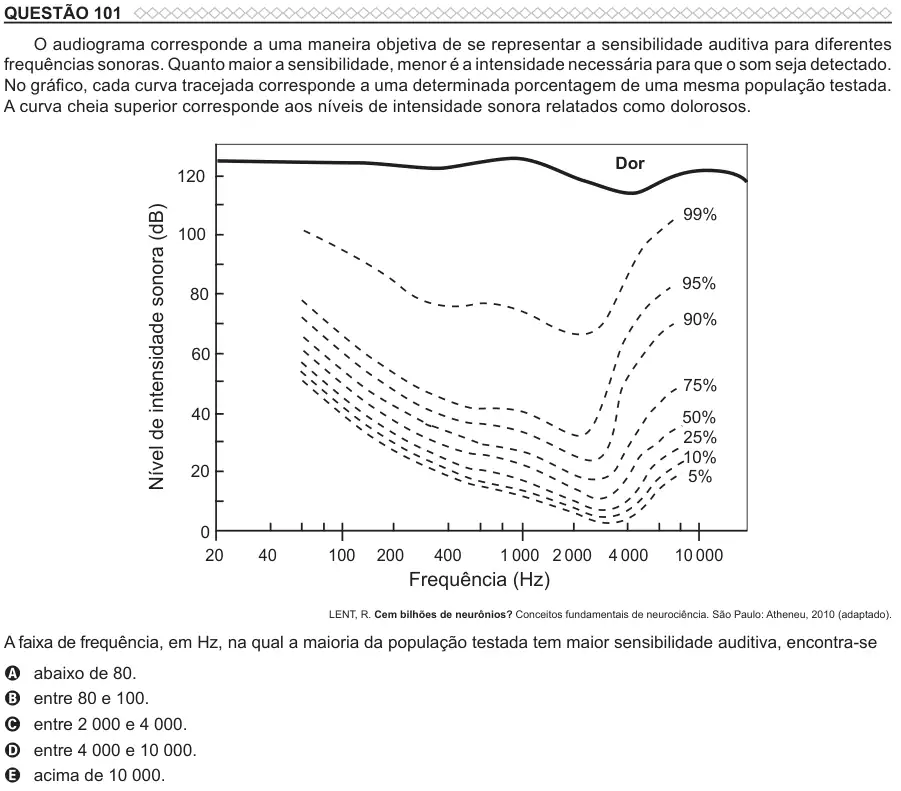 QUESTÃO 101
O audiograma corresponde a uma maneira objetiva de se representar a sensibilidade auditiva para diferentes
frequências sonoras. Quanto maior a sensibilidade, menor é a intensidade necessária para que o som seja detectado.
No gráfico, cada curva tracejada corresponde a uma determinada porcentagem de uma mesma população testada.
A curva cheia superior corresponde aos níveis de intensidade sonora relatados como dolorosos.
Dor
120
99%
100
95%
80
90%
60
75%
40
50%
25%
20
10%
5%
0
Nível de intensidade sonora (dB)
20 40 100 200 400 1 000 2 000 4 000 10 000
Frequência (Hz)
LENT, R. Cem bilhões de neurônios? Conceitos fundamentais de neurociência. São Paulo: Atheneu, 2010 (adaptado).
A faixa de frequência, em Hz, na qual a maioria da população testada tem maior sensibilidade auditiva, encontra-se
A abaixo de 80.
B entre 80 e 100.
C entre 2 000 e 4 000.
D entre 4 000 e 10 000.
E acima de 10 000.